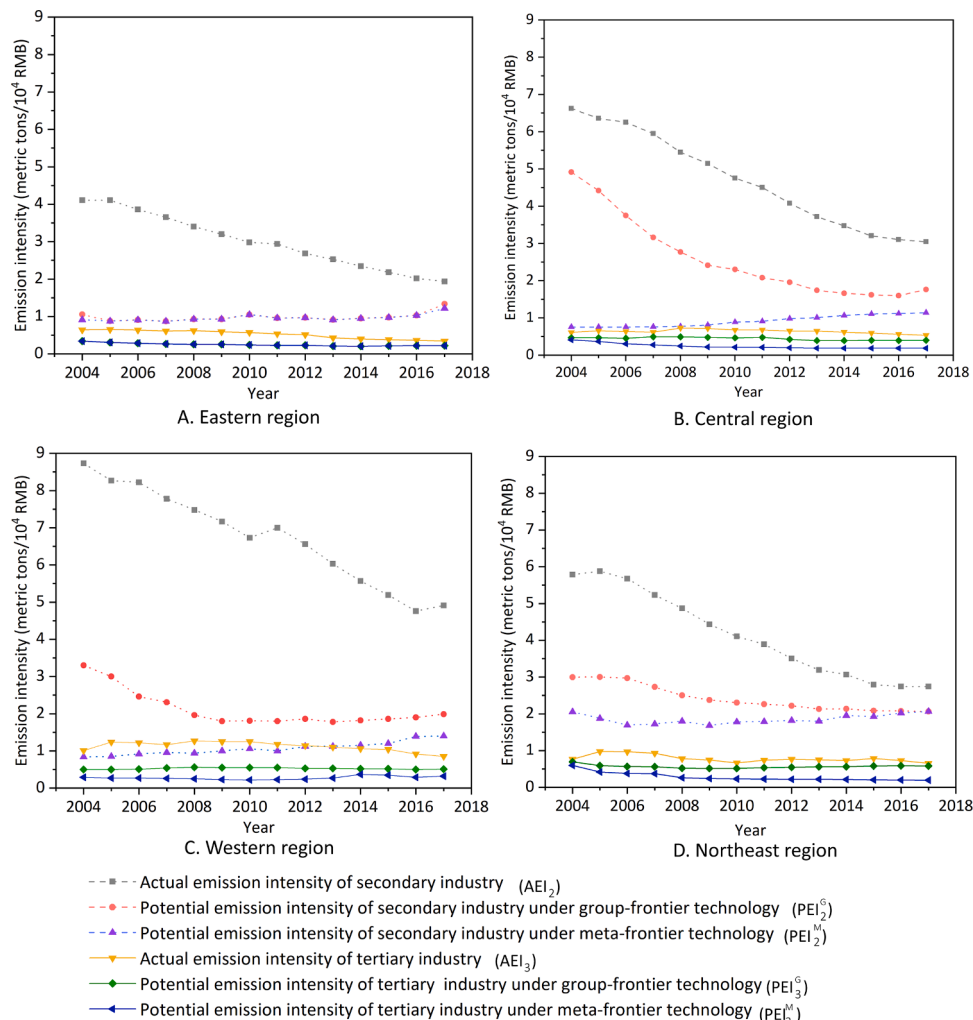 Emission intensity (metric tons/10⁴ RMB)
9
8
7
6
5
4
3
2
1
0
2004 2006 2008 2010 2012 2014 2016 2018
Year
A. Eastern region
Emission intensity (metric tons/10⁴ RMB)
9
8
7
6
5
4
3
2
1
0
2004 2006 2008 2010 2012 2014 2016 2018
Year
B. Central region
Emission intensity (metric tons/10⁴ RMB)
9
8
7
6
5
4
3
2
1
0
2004 2006 2008 2010 2012 2014 2016 2018
Year
C. Western region
Emission intensity (metric tons/10⁴ RMB)
9
8
7
6
5
4
3
2
1
0
2004 2006 2008 2010 2012 2014 2016 2018
Year
D. Northeast region
Actual emission intensity of secondary industry (AEI₂)
Potential emission intensity of secondary industry under group-frontier technology (PEI₂ᴳ)
Potential emission intensity of secondary industry under meta-frontier technology (PEI₂ᴹ)
Actual emission intensity of tertiary industry (AEI₃)
Potential emission intensity of tertiary industry under group-frontier technology (PEI₃ᴳ)
Potential emission intensity of tertiary industry under meta-frontier technology